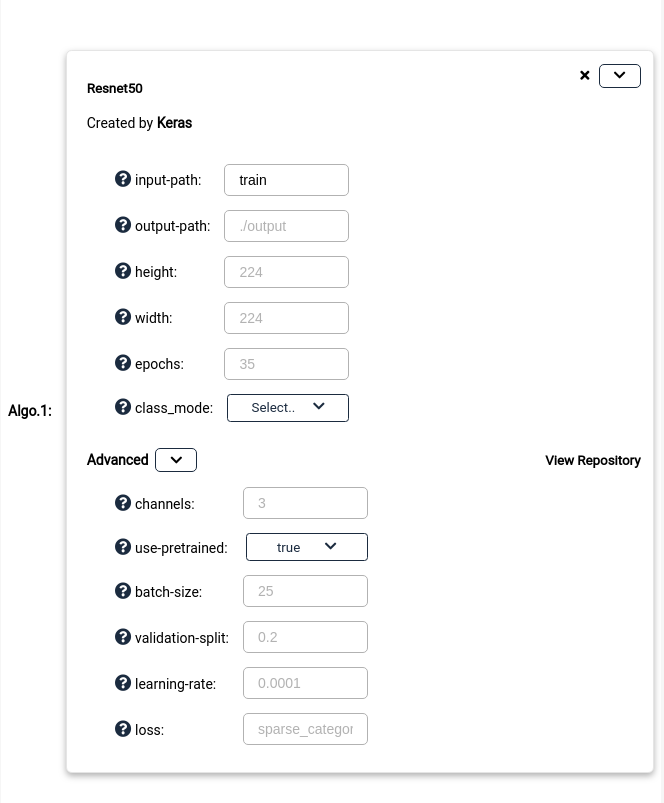 Resnet50
Created by Keras
input-path: train
output-path: ./output
height: 224
width: 224
epochs: 35
class_mode: Select..
Algo.1:
Advanced
View Repository
channels: 3
use-pretrained: true
batch-size: 25
validation-split: 0.2
learning-rate: 0.0001
loss: sparse_categor